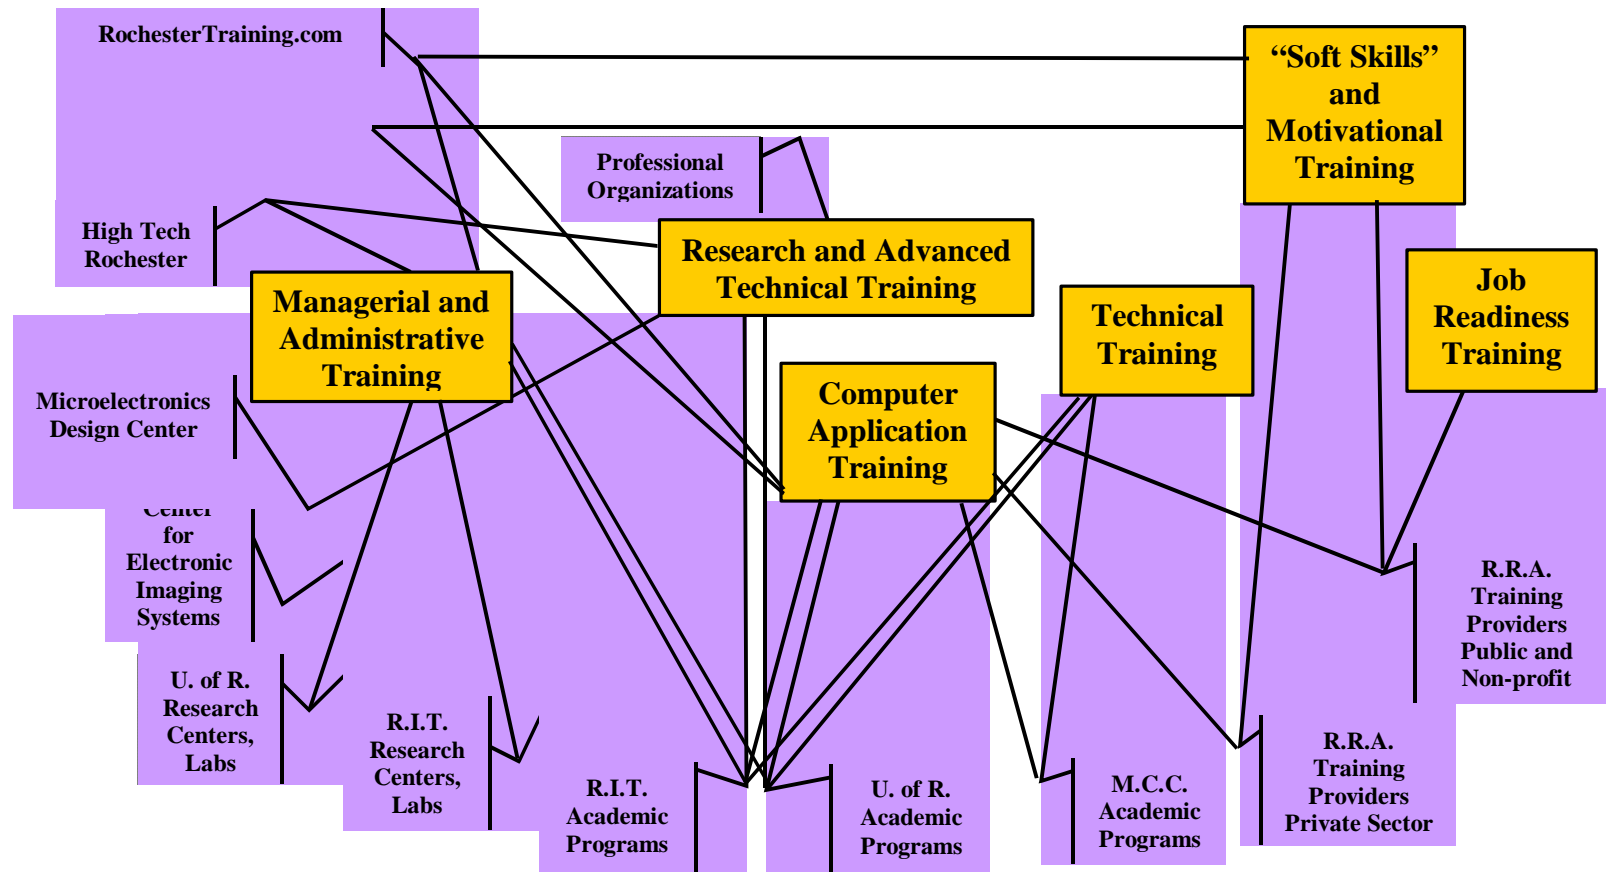 RochesterTraining.com
“Soft Skills”
and
Motivational
Training
Professional
Organizations
High Tech
Rochester
Research and Advanced
Technical Training
Managerial and
Administrative
Training
Technical
Training
Job
Readiness
Training
Computer
Application
Training
Microelectronics
Design Center
Center
for
Electronic
Imaging
Systems
U. of R.
Research
Centers,
Labs
R.I.T.
Research
Centers,
Labs
R.I.T.
Academic
Programs
U. of R.
Academic
Programs
M.C.C.
Academic
Programs
R.R.A.
Training
Providers
Private Sector
R.R.A.
Training
Providers
Public and
Non-profit